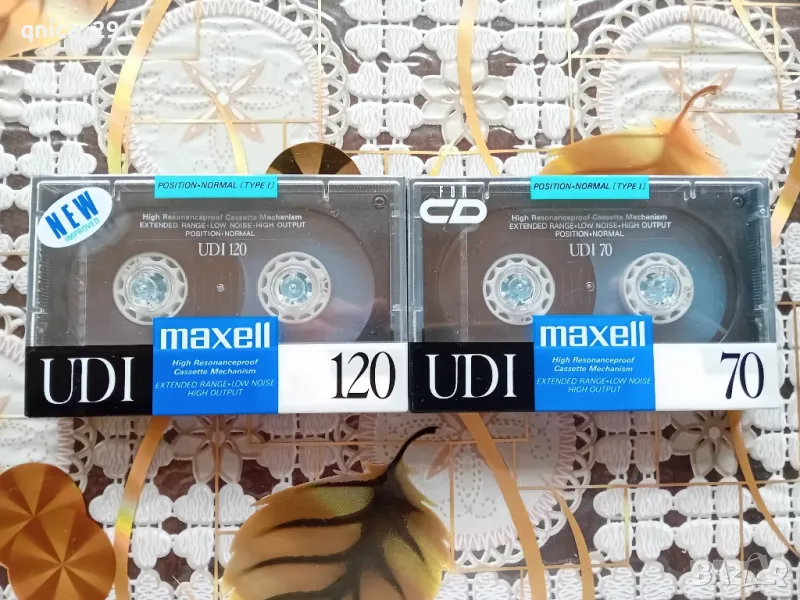 NEW
IMPROVED
POSITION•NORMAL (TYPE I)
High Resonanceproof Cassette Mechanism
EXTENDED RANGE•LOW NOISE•HIGH OUTPUT
POSITION•NORMAL
UDI 120
maxell
High Resonanceproof
Cassette Mechanism
EXTENDED RANGE•LOW NOISE
HIGH OUTPUT
UDI
120
FOR
CD
POSITION•NORMAL (TYPE I)
High Resonanceproof Cassette Mechanism
EXTENDED RANGE•LOW NOISE•HIGH OUTPUT
POSITION•NORMAL
UDI 70
maxell
High Resonanceproof
Cassette Mechanism
EXTENDED RANGE•LOW NOISE
HIGH OUTPUT
UDI
70
BAZAR